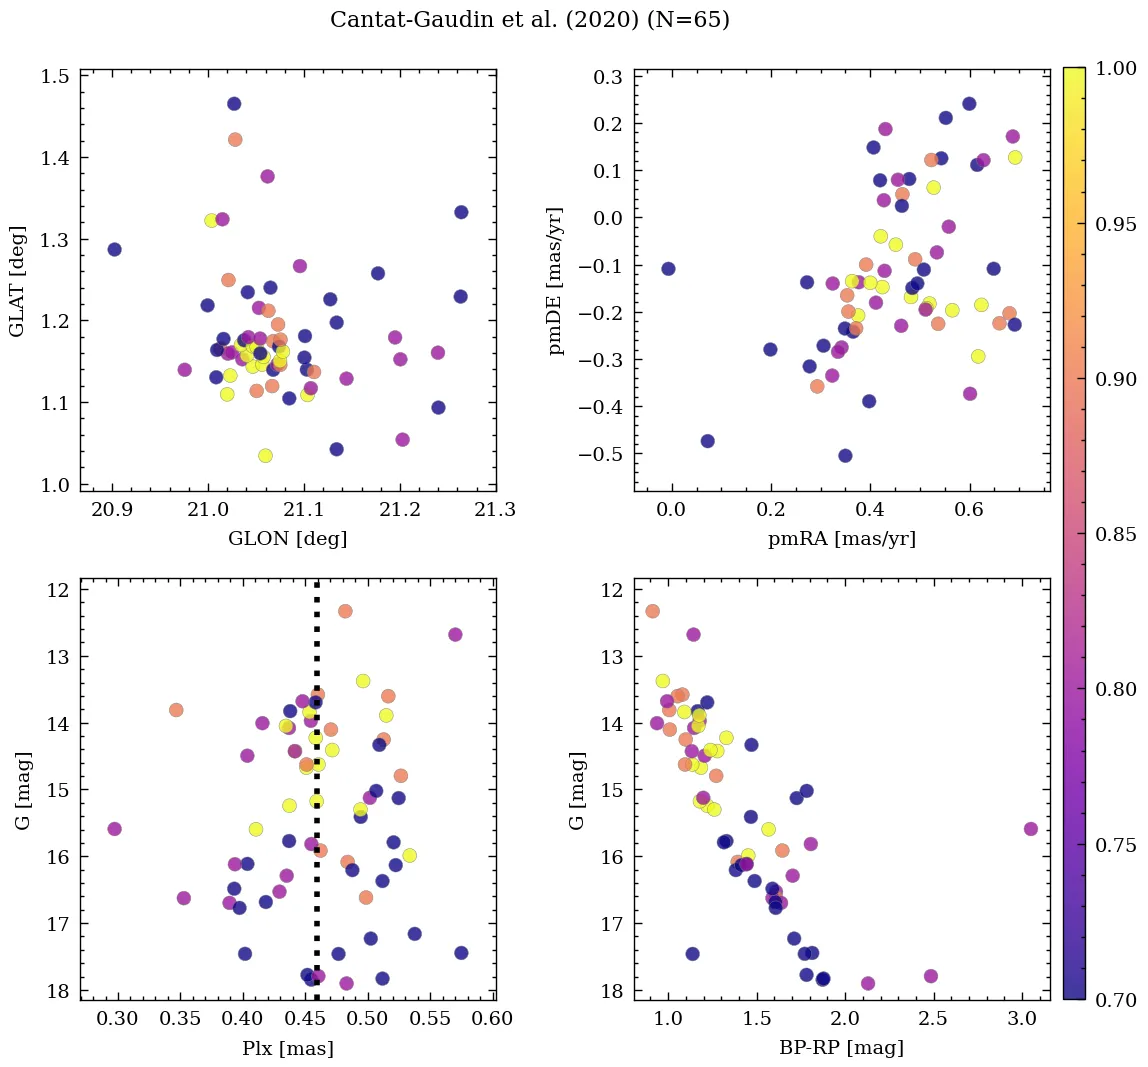 Cantat-Gaudin et al. (2020) (N=65)
1.5
1.4
1.3
1.2
1.1
1.0
GLAT [deg]
20.9 21.0 21.1 21.2 21.3
GLON [deg]
0.3
0.2
0.1
0.0
−0.1
−0.2
−0.3
−0.4
−0.5
pmDE [mas/yr]
0.0 0.2 0.4 0.6
pmRA [mas/yr]
12
13
14
15
16
17
18
G [mag]
0.30 0.35 0.40 0.45 0.50 0.55 0.60
Plx [mas]
12
13
14
15
16
17
18
G [mag]
1.0 1.5 2.0 2.5 3.0
BP-RP [mag]
1.00
0.95
0.90
0.85
0.80
0.75
0.70